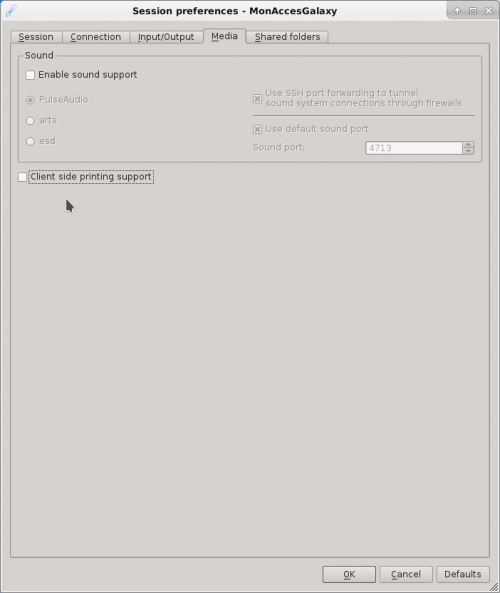 Session preferences - MonAccesGalaxy
Session
Connection
Input/Output
Media
Shared folders
Sound
Enable sound support
PulseAudio
arts
esd
Use SSH port forwarding to tunnel
sound system connections through firewalls
Use default sound port
Sound port:
4713
Client side printing support
OK
Cancel
Defaults